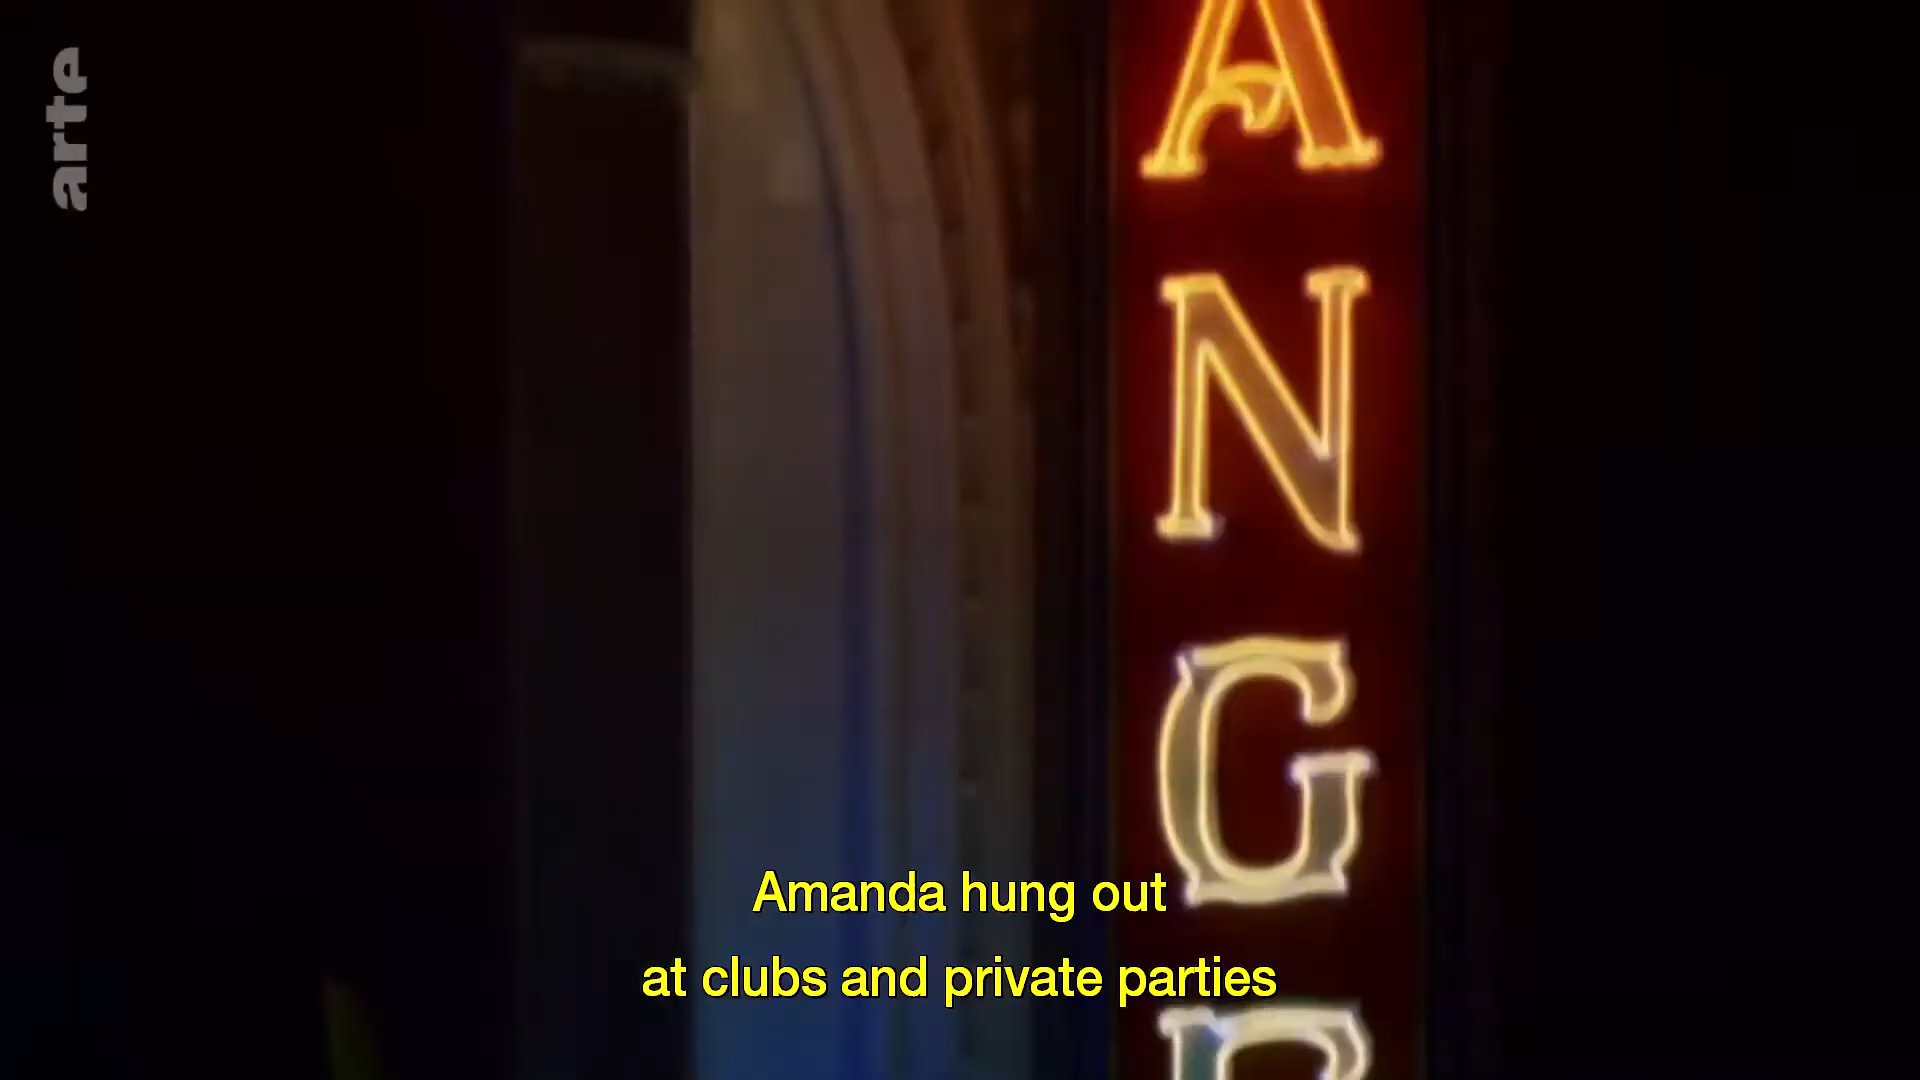 arte
A
N
G
Amanda hung out
at clubs and private parties